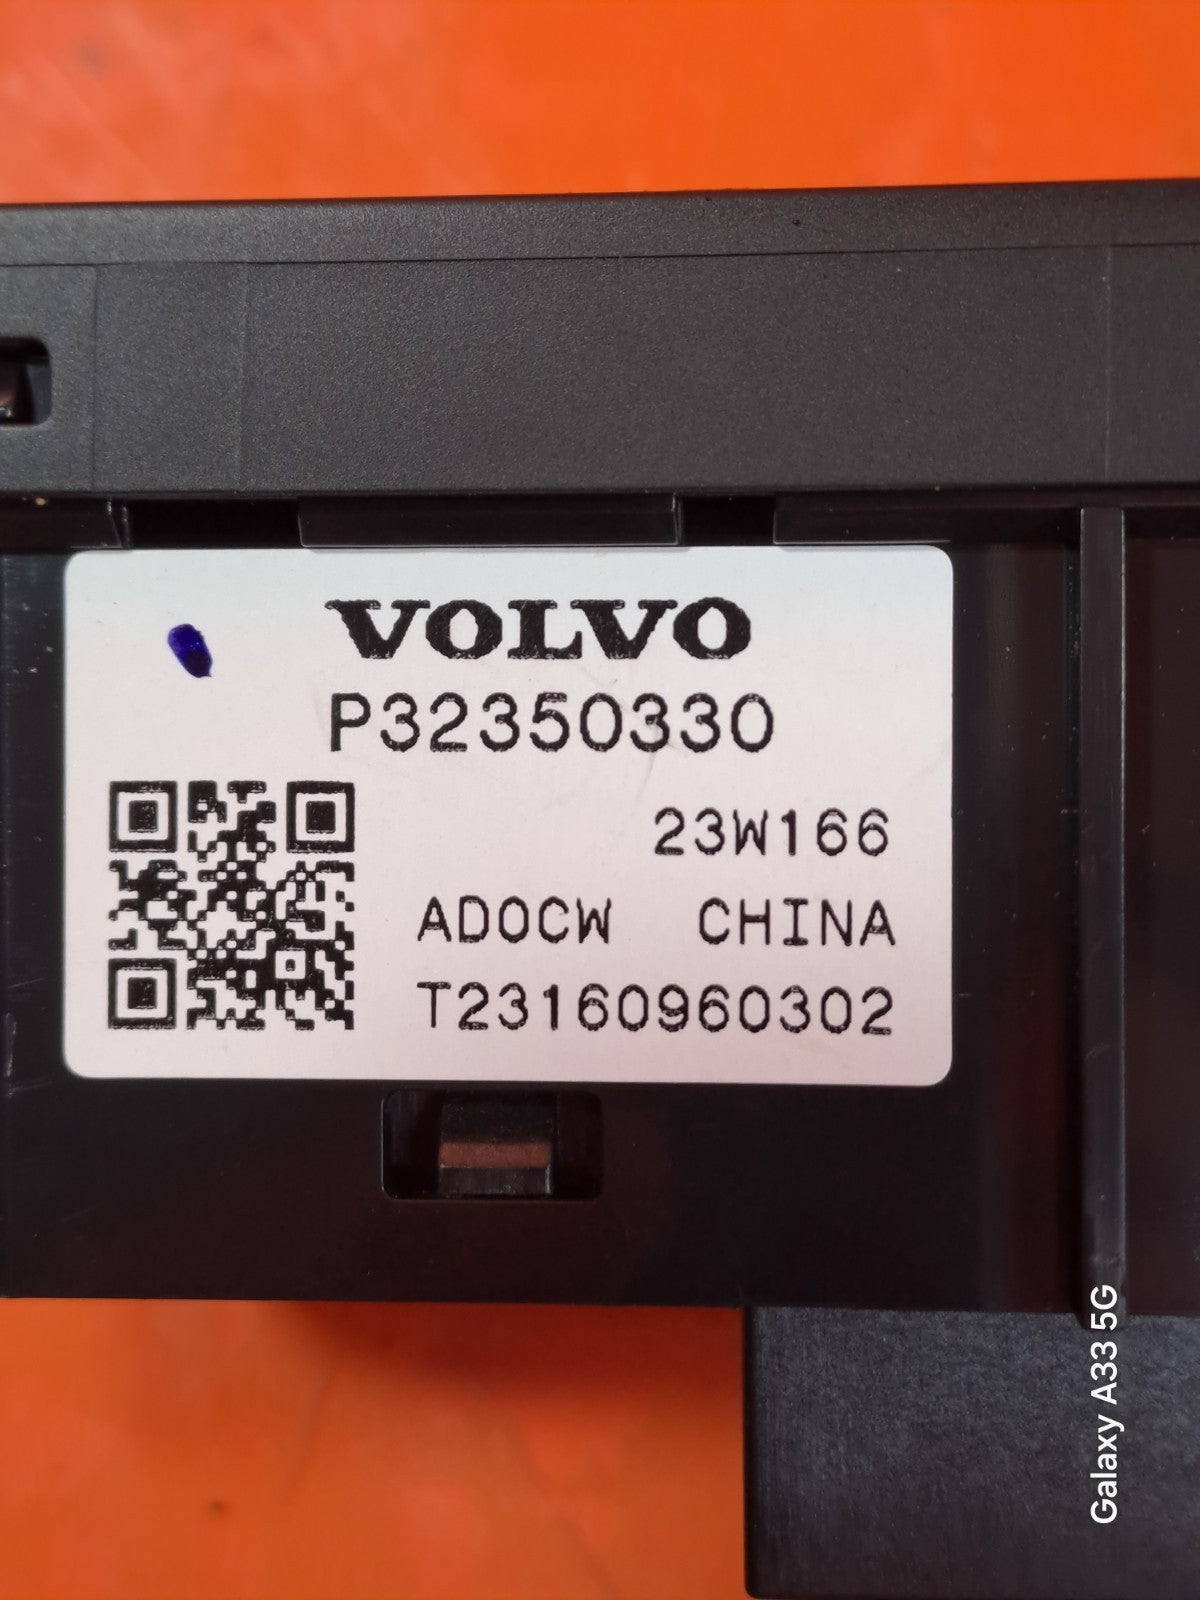 VOLVO
P32350330
23W166
ADOCW CHINA
T23160960302
Galaxy A33 5G